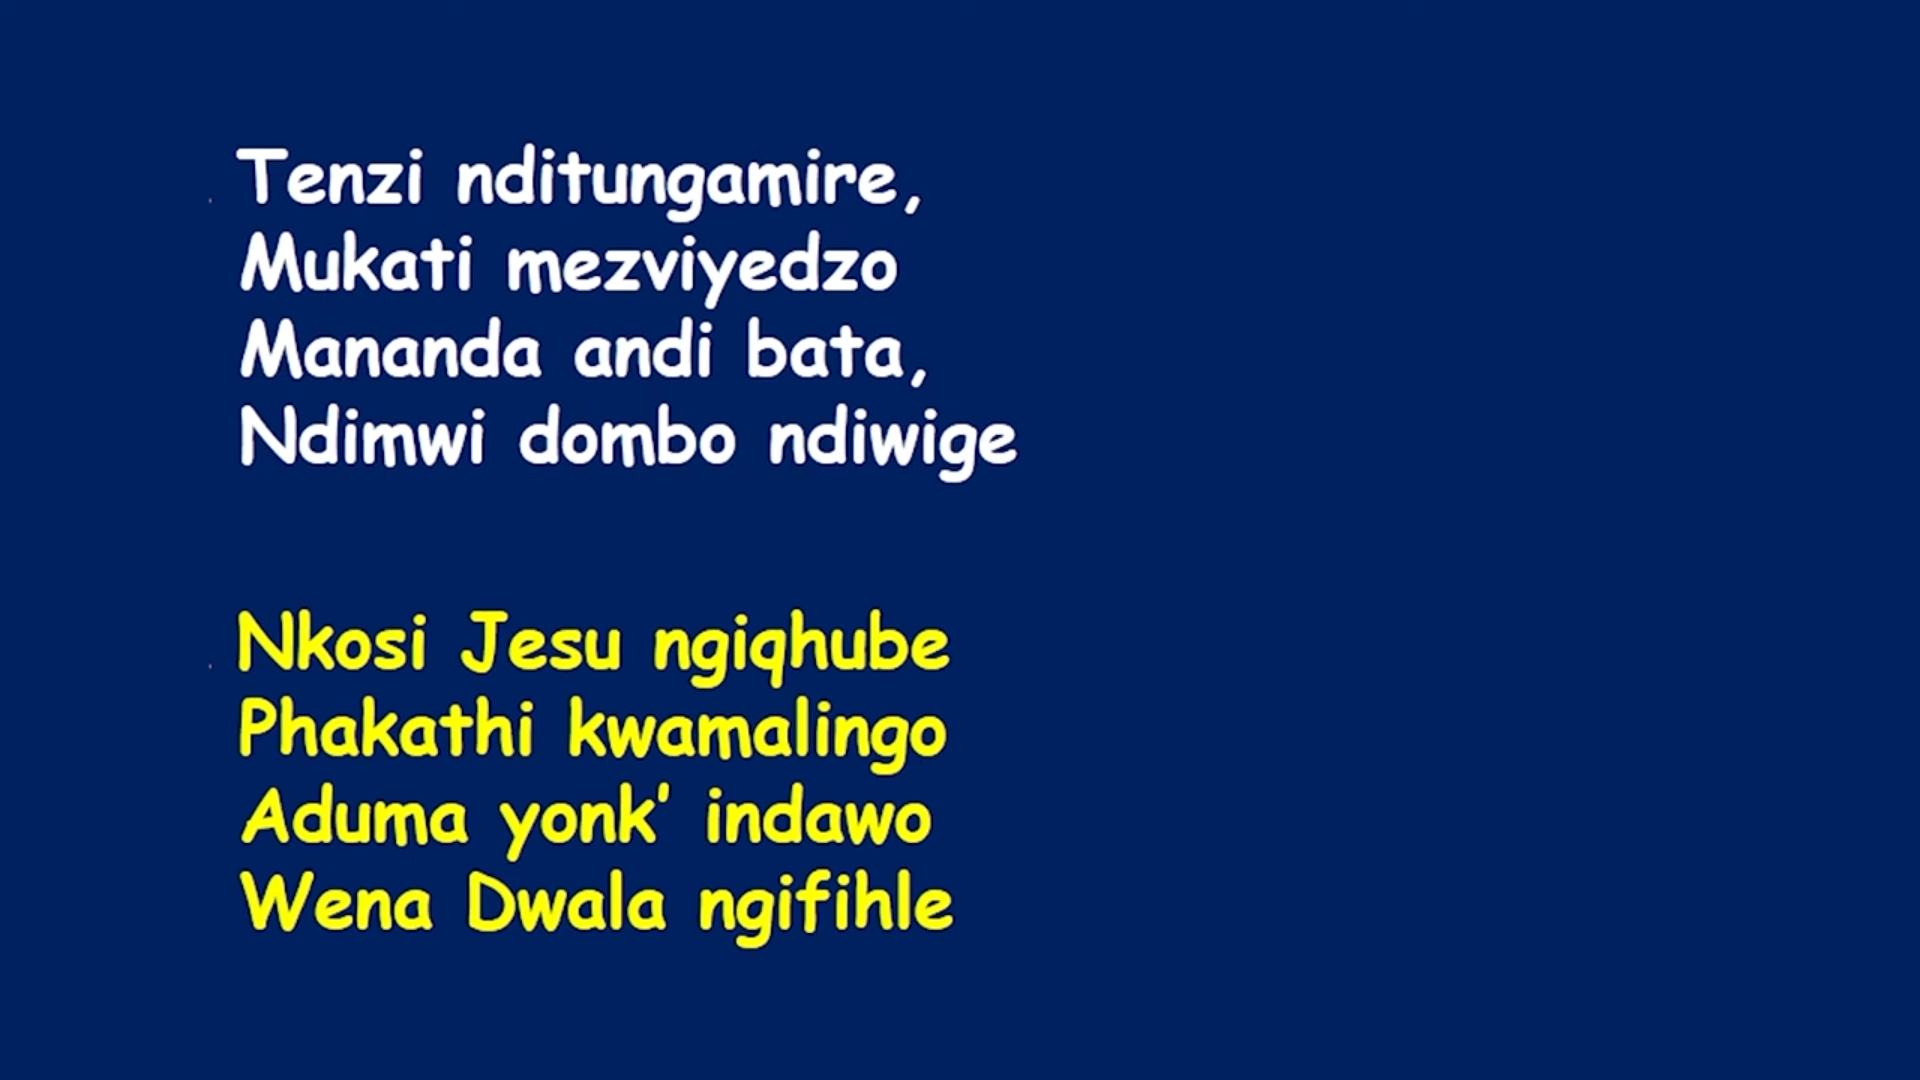 Tenzi nditungamire,
Mukati mezviyedzo
Mananda andi bata,
Ndimwi dombo ndiwige
Nkosi Jesu ngiqhube
Phakathi kwamalingo
Aduma yonk’ indawo
Wena Dwala ngifihle